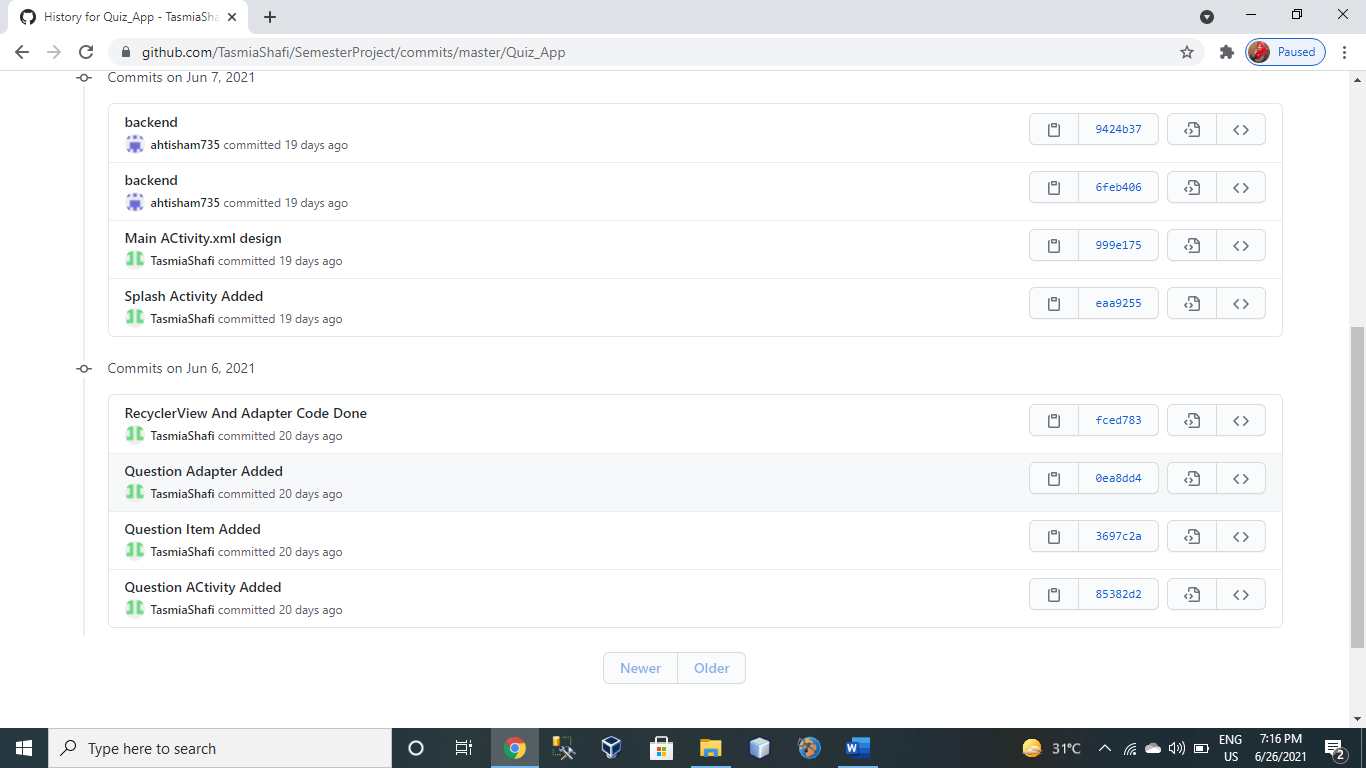 History for Quiz_App - TasmiaSha
github.com/TasmiaShafi/SemesterProject/commits/master/Quiz_App
Paused
Commits on Jun 7, 2021
backend
ahtisham735 committed 19 days ago
9424b37
backend
ahtisham735 committed 19 days ago
6feb406
Main ACtivity.xml design
TasmiaShafi committed 19 days ago
999e175
Splash Activity Added
TasmiaShafi committed 19 days ago
eaa9255
Commits on Jun 6, 2021
RecyclerView And Adapter Code Done
TasmiaShafi committed 20 days ago
fced783
Question Adapter Added
TasmiaShafi committed 20 days ago
0ea8dd4
Question Item Added
TasmiaShafi committed 20 days ago
3697c2a
Question ACtivity Added
TasmiaShafi committed 20 days ago
85382d2
Newer Older
Type here to search
W
31°C
ENG
US
7:16 PM
6/26/2021
2